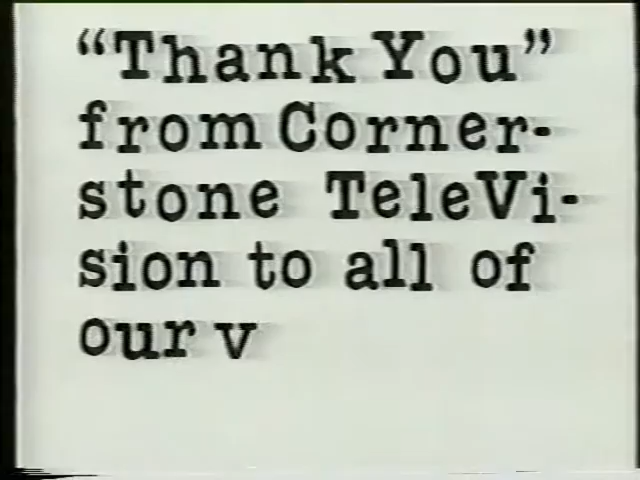 “Thank You”
from Corner-
stone TeleVi-
sion to all of
our v